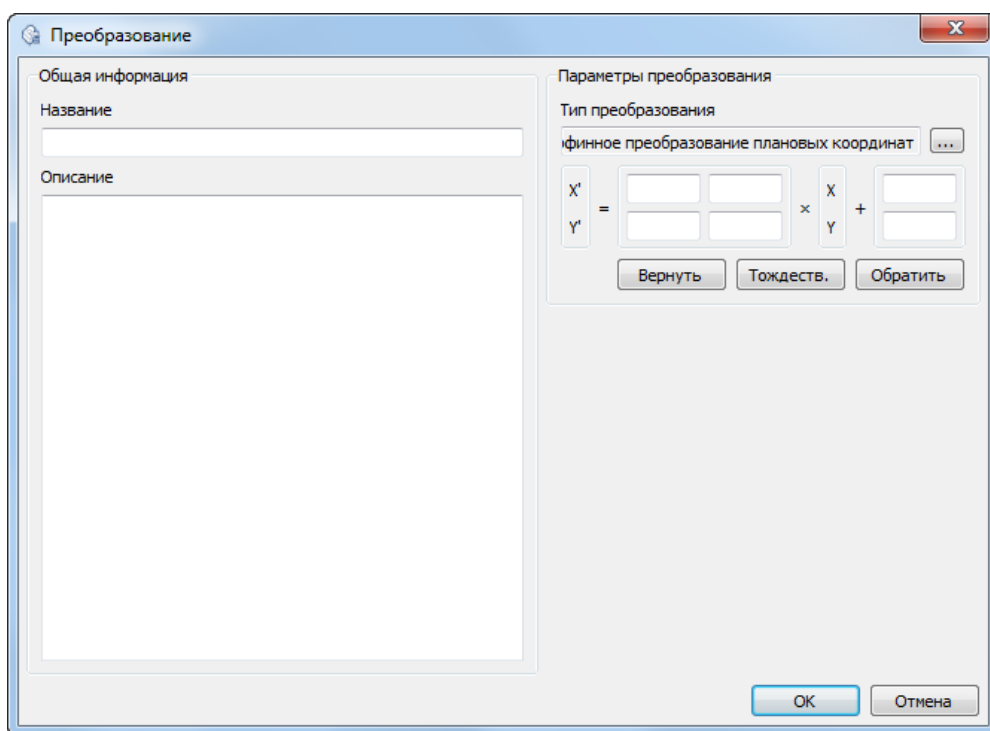 Преобразование
Общая информация
Название
Описание
Параметры преобразования
Тип преобразования
финное преобразование плановых координат ...
X' = × X +
Y' Y
Вернуть Тождеств. Обратить
OK Отмена